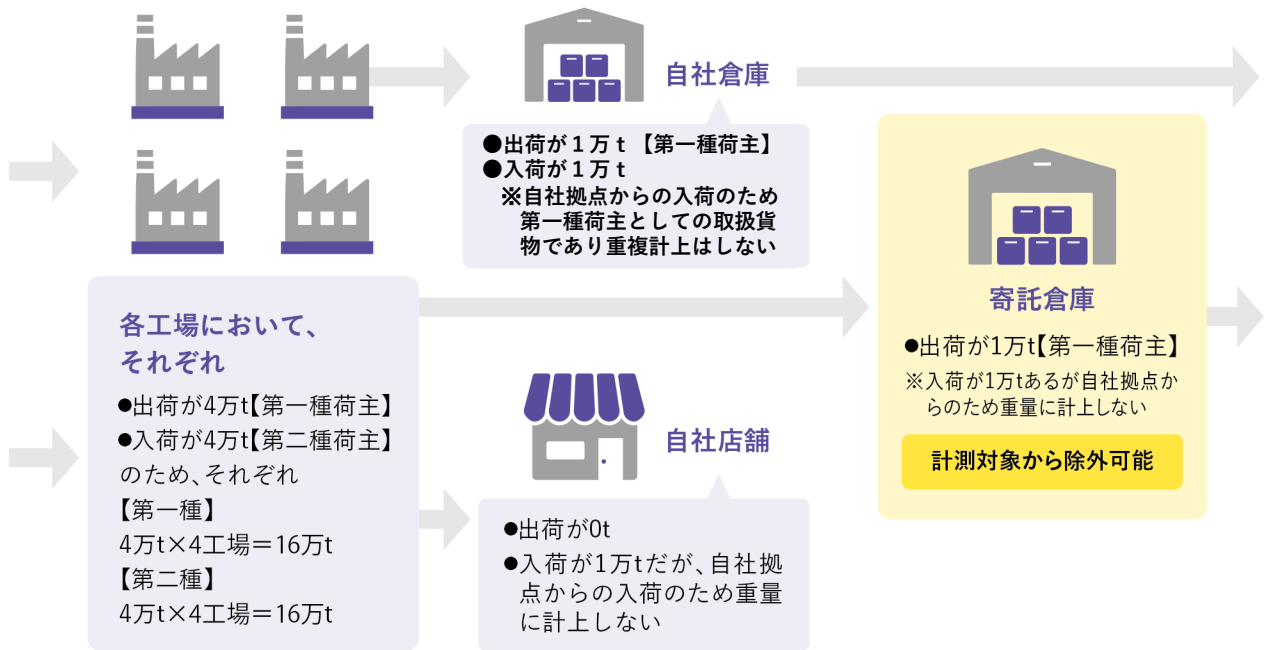 自社倉庫
●出荷が１万ｔ【第一種荷主】
●入荷が１万ｔ
※自社拠点からの入荷のため
第一種荷主としての取扱貨
物であり重複計上はしない
各工場において、
それぞれ
●出荷が4万t【第一種荷主】
●入荷が4万t【第二種荷主】
のため、それぞれ
【第一種】
4万t×4工場＝16万t
【第二種】
4万t×4工場＝16万t
自社店舗
●出荷が0t
●入荷が1万tだが、自社拠
点からの入荷のため重量
に計上しない
寄託倉庫
●出荷が1万t【第一種荷主】
※入荷が1万tあるが自社拠点か
らのため重量に計上しない
計測対象から除外可能